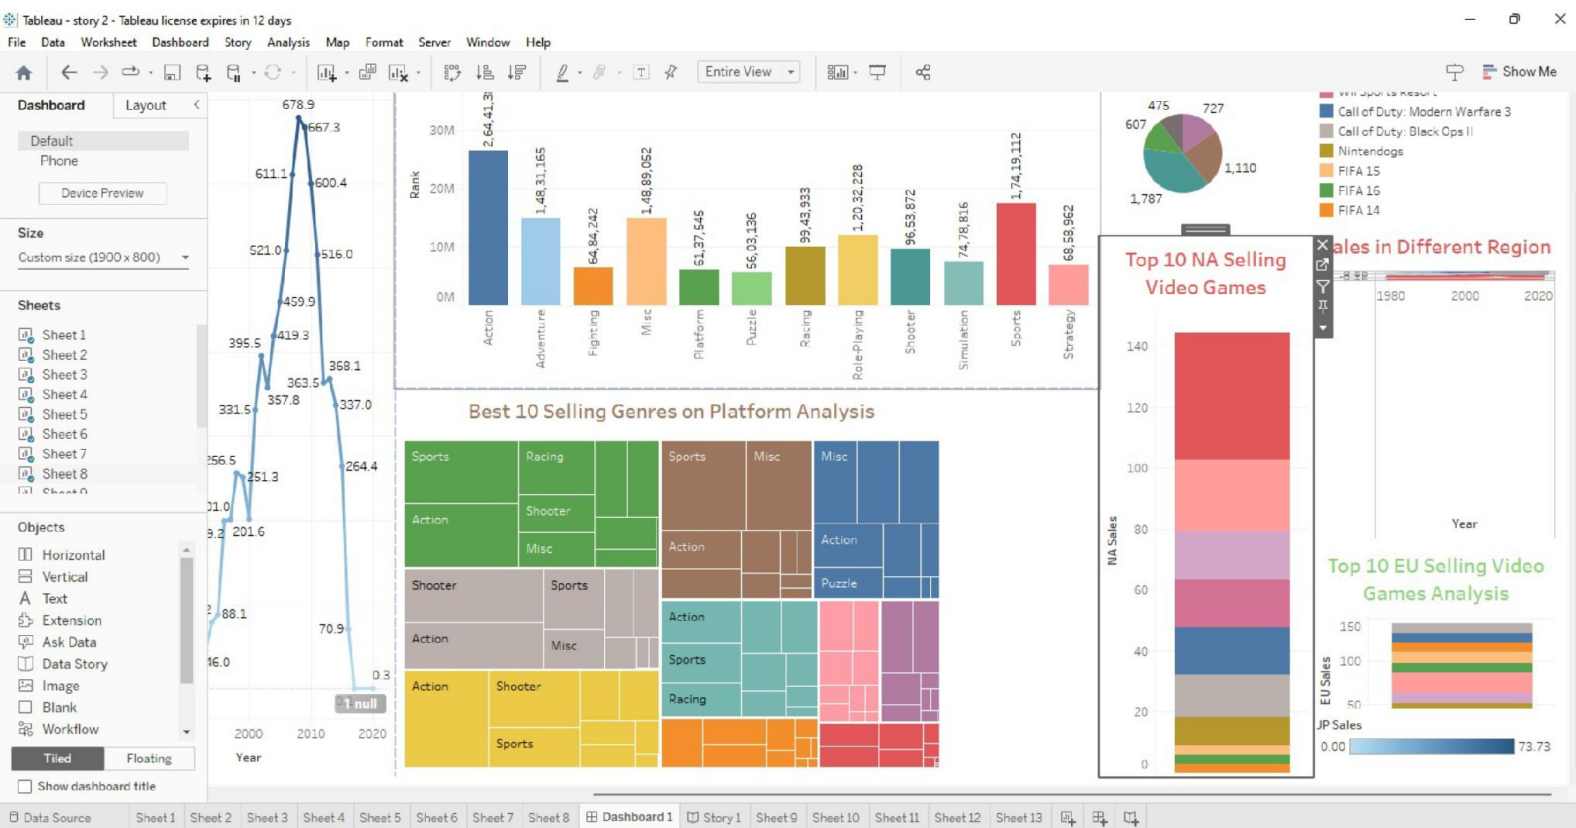 Tableau - story 2 - Tableau license expires in 12 days
File Data Worksheet Dashboard Story Analysis Map Format Server Window Help
Entire View
Show Me
Dashboard Layout
Default
Phone
Device Preview
Size
Custom size (1900 x 800)
Sheets
Sheet 1
Sheet 2
Sheet 3
Sheet 4
Sheet 5
Sheet 6
Sheet 7
Sheet 8
Sheet 9
Objects
Horizontal
Vertical
Text
Extension
Ask Data
Data Story
Image
Blank
Workflow
Tiled Floating
Show dashboard title
678.9
667.3
611.1
600.4
521.0
516.0
459.9
419.3
395.5
368.1
363.5
357.8
337.0
331.5
256.5
251.3
264.4
201.6
88.1
70.9
0.3
1 null
2000 2010 2020
Year
Rank
30M
20M
10M
0M
1,48,31,165
64,84,242
1,48,89,052
61,37,545
56,03,136
99,43,933
1,20,32,228
96,53,872
74,78,816
1,74,19,112
68,58,962
Action
Adventure
Fighting
Misc
Platform
Puzzle
Racing
Role-Playing
Shooter
Simulation
Sports
Strategy
Best 10 Selling Genres on Platform Analysis
Sports Racing
Action Shooter
Misc
Sports Misc
Action
Misc
Action
Puzzle
Shooter Sports
Action Misc
Action
Sports
Racing
Action Shooter
Sports
475 727
607
1,110
1,787
Wii Sports Resort
Call of Duty: Modern Warfare 3
Call of Duty: Black Ops II
Nintendogs
FIFA 15
FIFA 16
FIFA 14
Top 10 NA Selling
Video Games
NA Sales
140
120
100
80
60
40
20
0
ales in Different Region
1980 2000 2020
Year
Top 10 EU Selling Video
Games Analysis
EU Sales
150
100
50
JP Sales
0.00 73.73
Data Source Sheet 1 Sheet 2 Sheet 3 Sheet 4 Sheet 5 Sheet 6 Sheet 7 Sheet 8 Dashboard 1 Story 1 Sheet 9 Sheet 10 Sheet 11 Sheet 12 Sheet 13